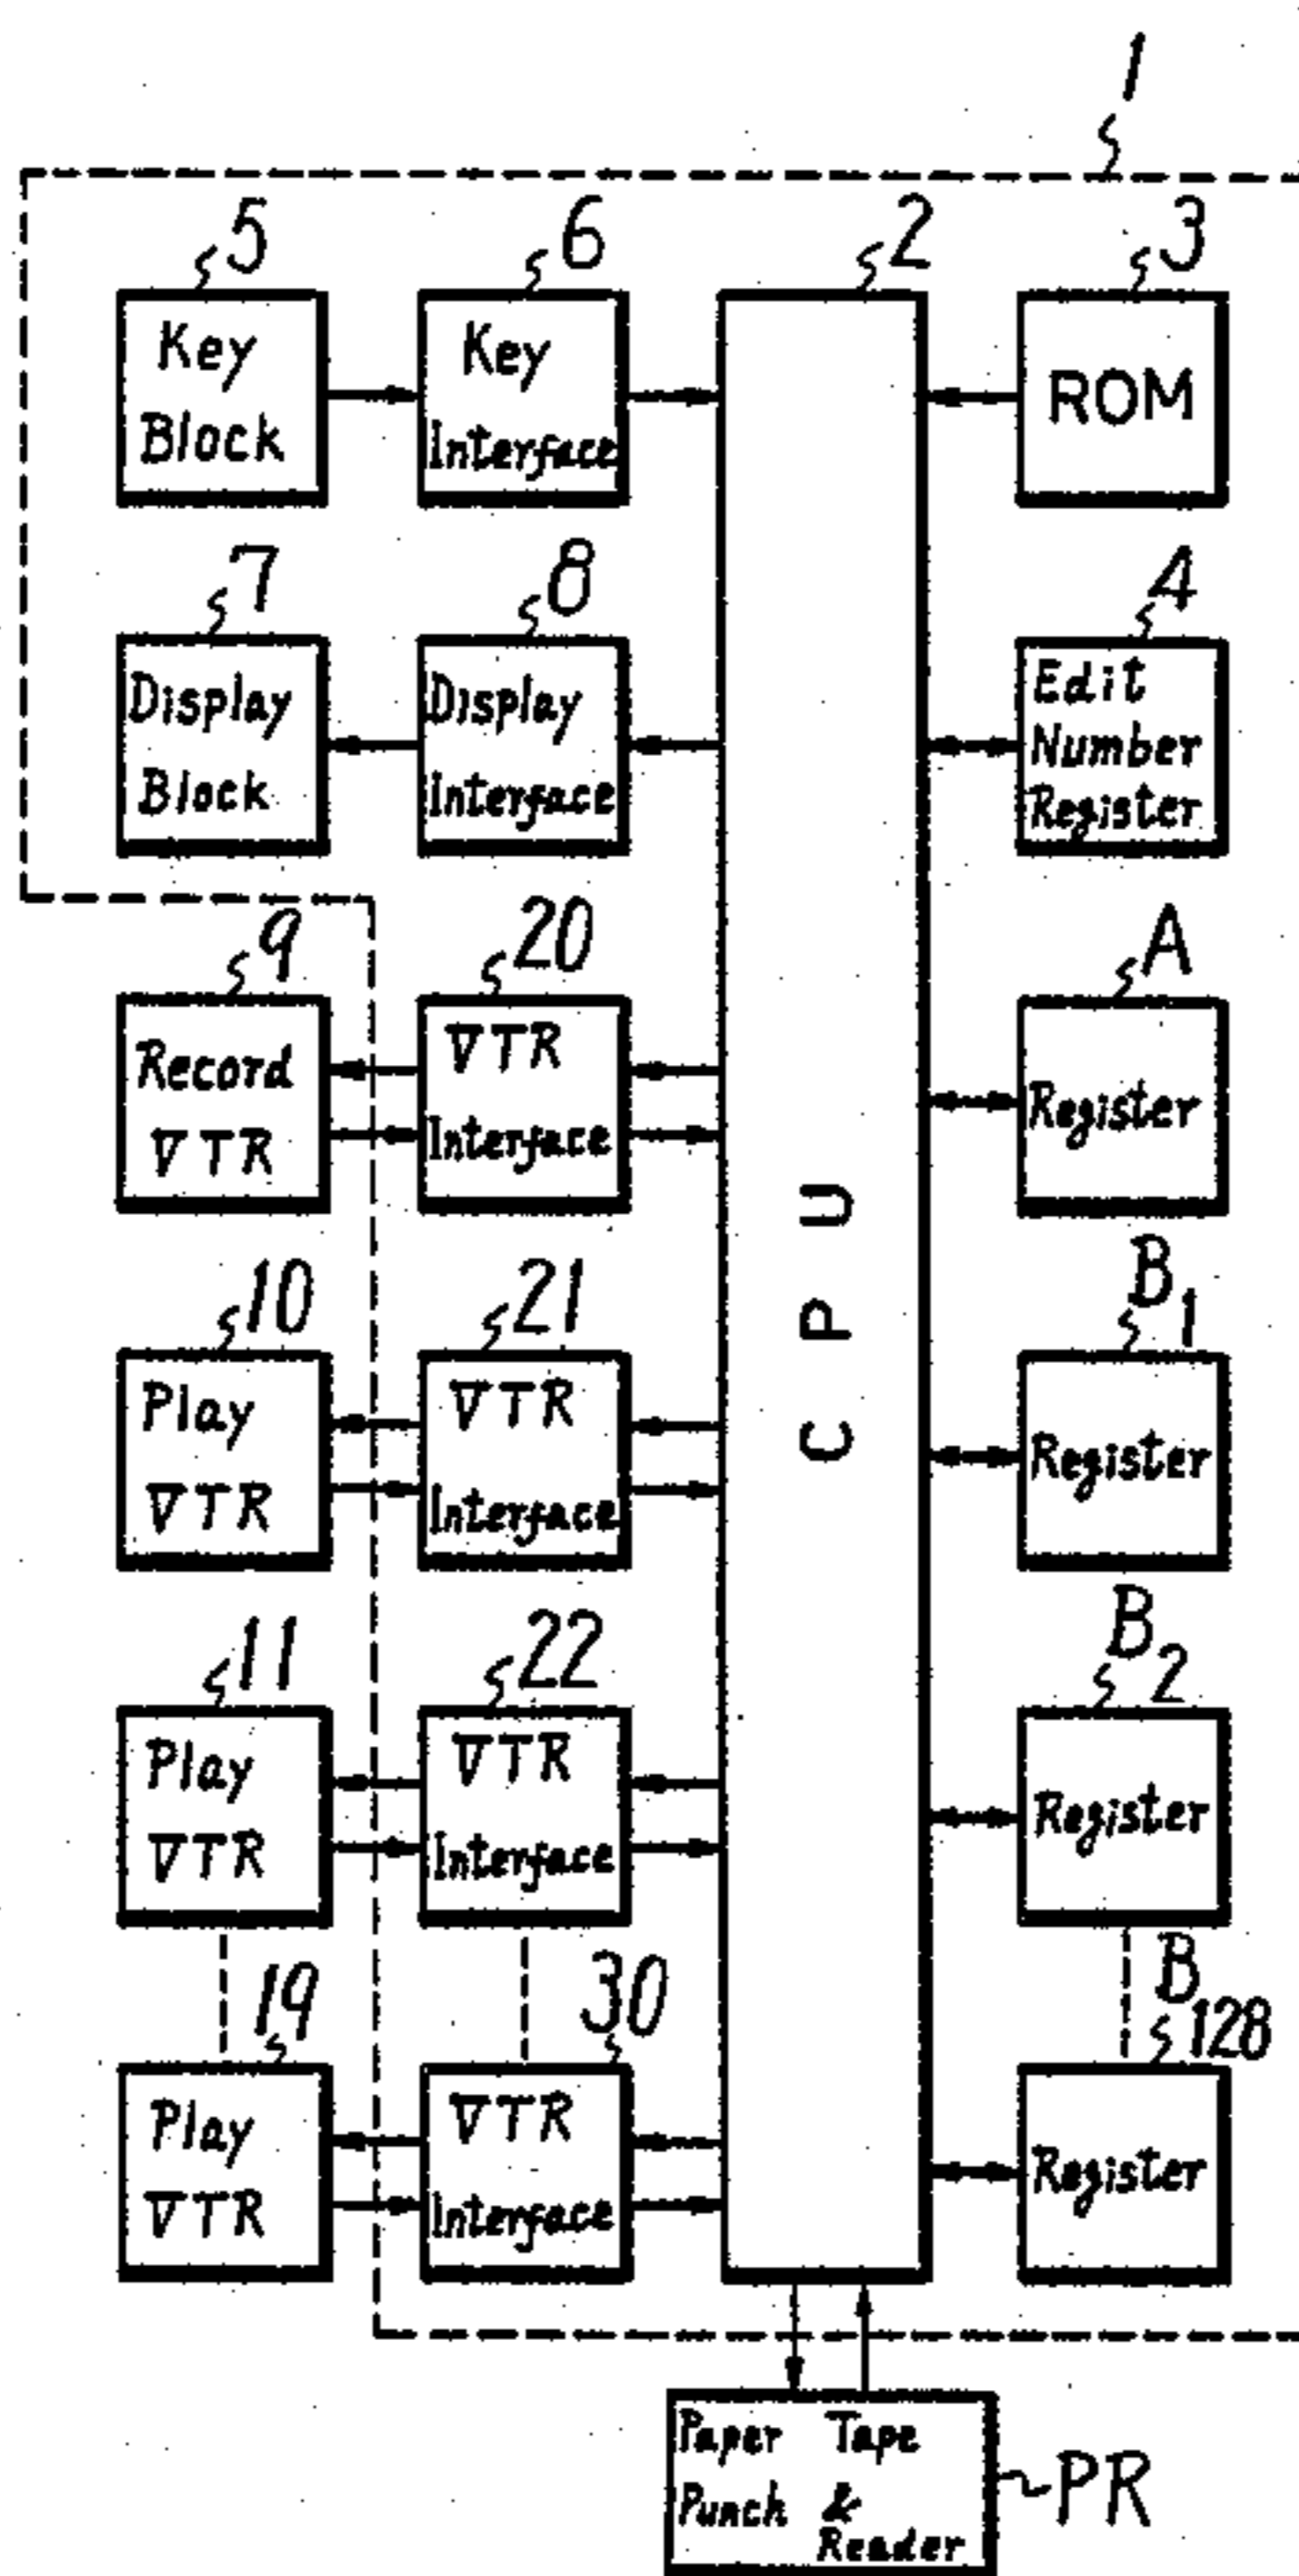 1
5
6
2
3
Key
Block
Key
Interface
ROM
7
8
4
Display
Block
Display
Interface
Edit
Number
Register
9
20
A
Record
VTR
VTR
Interface
Register
CPU
10
21
B1
Play
VTR
VTR
Interface
Register
11
22
B2
Play
VTR
VTR
Interface
Register
19
30
B128
Play
VTR
VTR
Interface
Register
Paper Tape
Punch &
Reader
PR